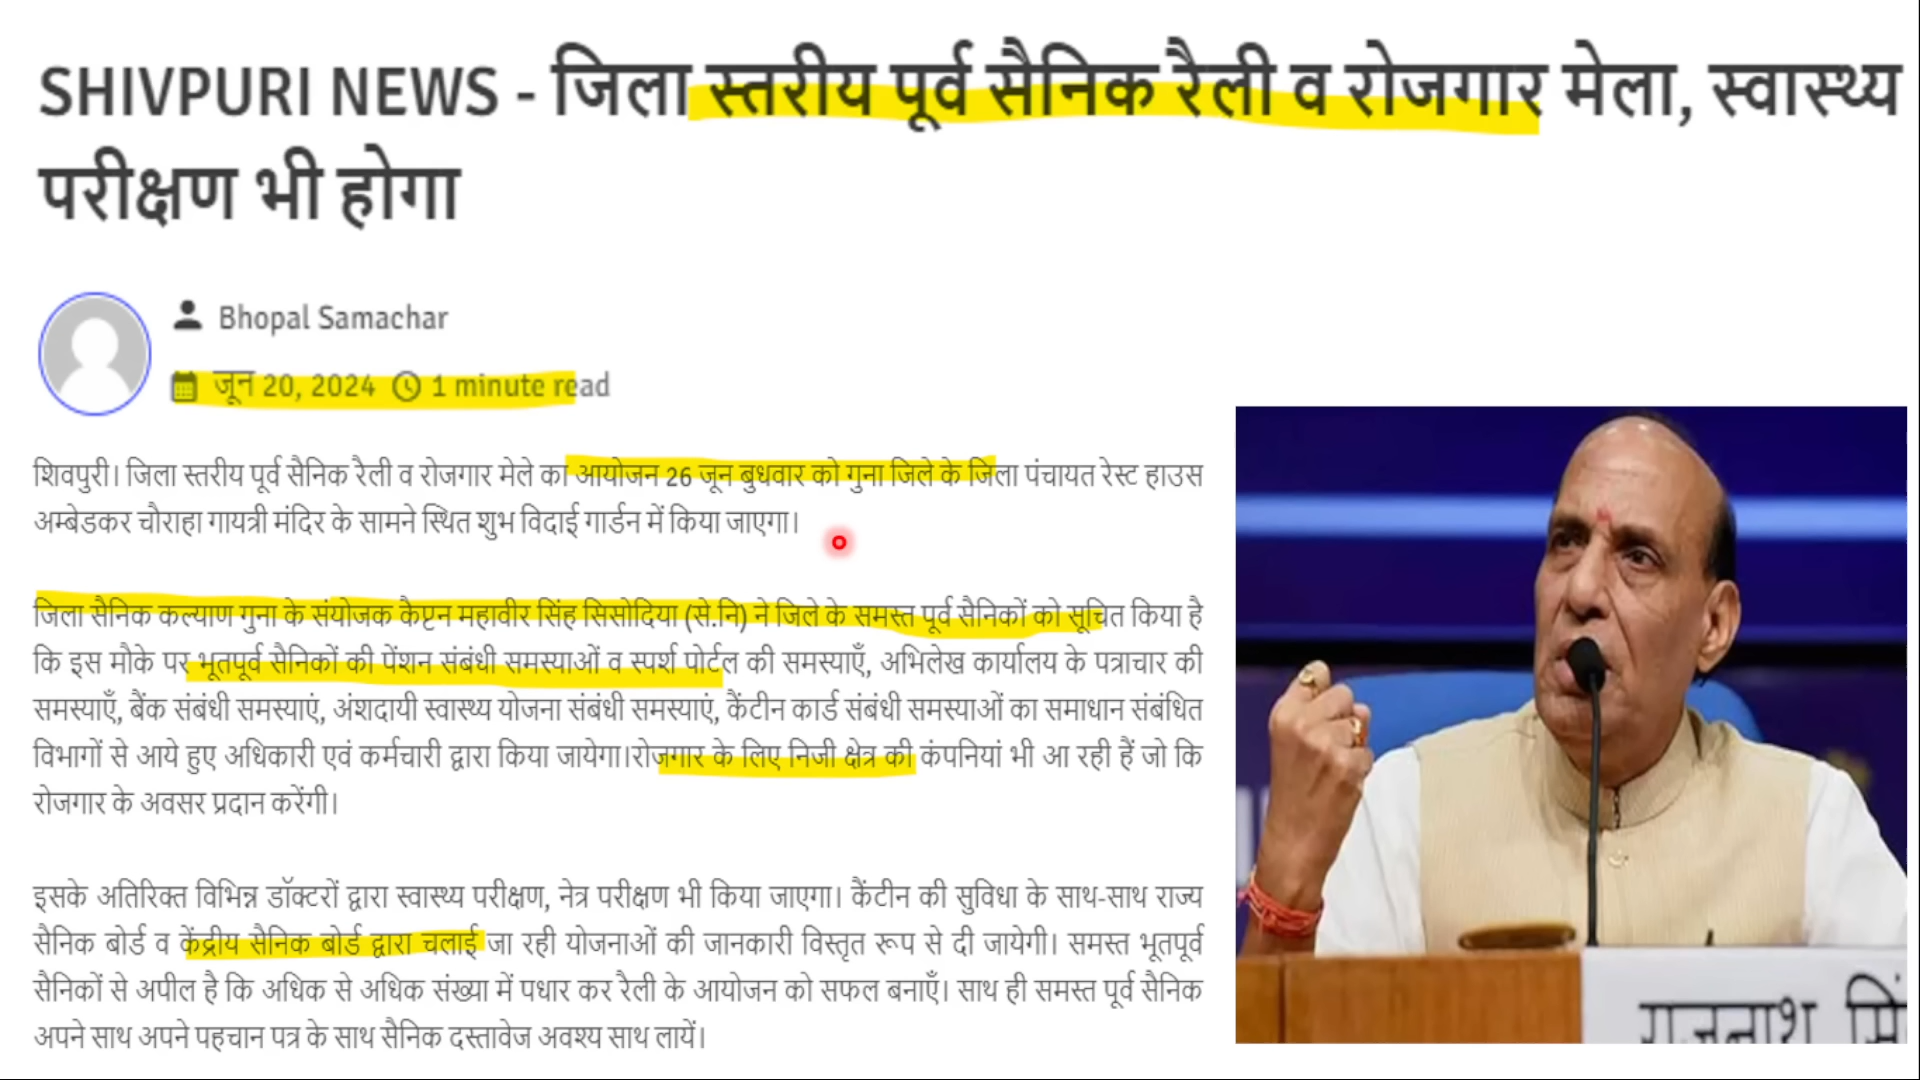 SHIVPURI NEWS - जिला स्तरीय पूर्व सैनिक रैली व रोजगार मेला, स्वास्थ्य
परीक्षण भी होगा
Bhopal Samachar
जून 20, 2024 1 minute read
शिवपुरी। जिला स्तरीय पूर्व सैनिक रैली व रोजगार मेले का आयोजन 26 जून बुधवार को गुना जिले के जिला पंचायत रेस्ट हाउस
अम्बेडकर चौराहा गायत्री मंदिर के सामने स्थित शुभ विदाई गार्डन में किया जाएगा।
जिला सैनिक कल्याण गुना के संयोजक कैप्टन महावीर सिंह सिसोदिया (से.नि) ने जिले के समस्त पूर्व सैनिकों को सूचित किया है
कि इस मौके पर भूतपूर्व सैनिकों की पेंशन संबंधी समस्याओं व स्पर्श पोर्टल की समस्याएँ, अभिलेख कार्यालय के पत्राचार की
समस्याएँ, बैंक संबंधी समस्याएं, अंशदायी स्वास्थ्य योजना संबंधी समस्याएं, कैंटीन कार्ड संबंधी समस्याओं का समाधान संबंधित
विभागों से आये हुए अधिकारी एवं कर्मचारी द्वारा किया जायेगा।रोजगार के लिए निजी क्षेत्र की कंपनियां भी आ रही हैं जो कि
रोजगार के अवसर प्रदान करेंगी।
इसके अतिरिक्त विभिन्न डॉक्टरों द्वारा स्वास्थ्य परीक्षण, नेत्र परीक्षण भी किया जाएगा। कैंटीन की सुविधा के साथ-साथ राज्य
सैनिक बोर्ड व केंद्रीय सैनिक बोर्ड द्वारा चलाई जा रही योजनाओं की जानकारी विस्तृत रूप से दी जायेगी। समस्त भूतपूर्व
सैनिकों से अपील है कि अधिक से अधिक संख्या में पधार कर रैली के आयोजन को सफल बनाएँ। साथ ही समस्त पूर्व सैनिक
अपने साथ अपने पहचान पत्र के साथ सैनिक दस्तावेज अवश्य साथ लायें।
राजनाथ